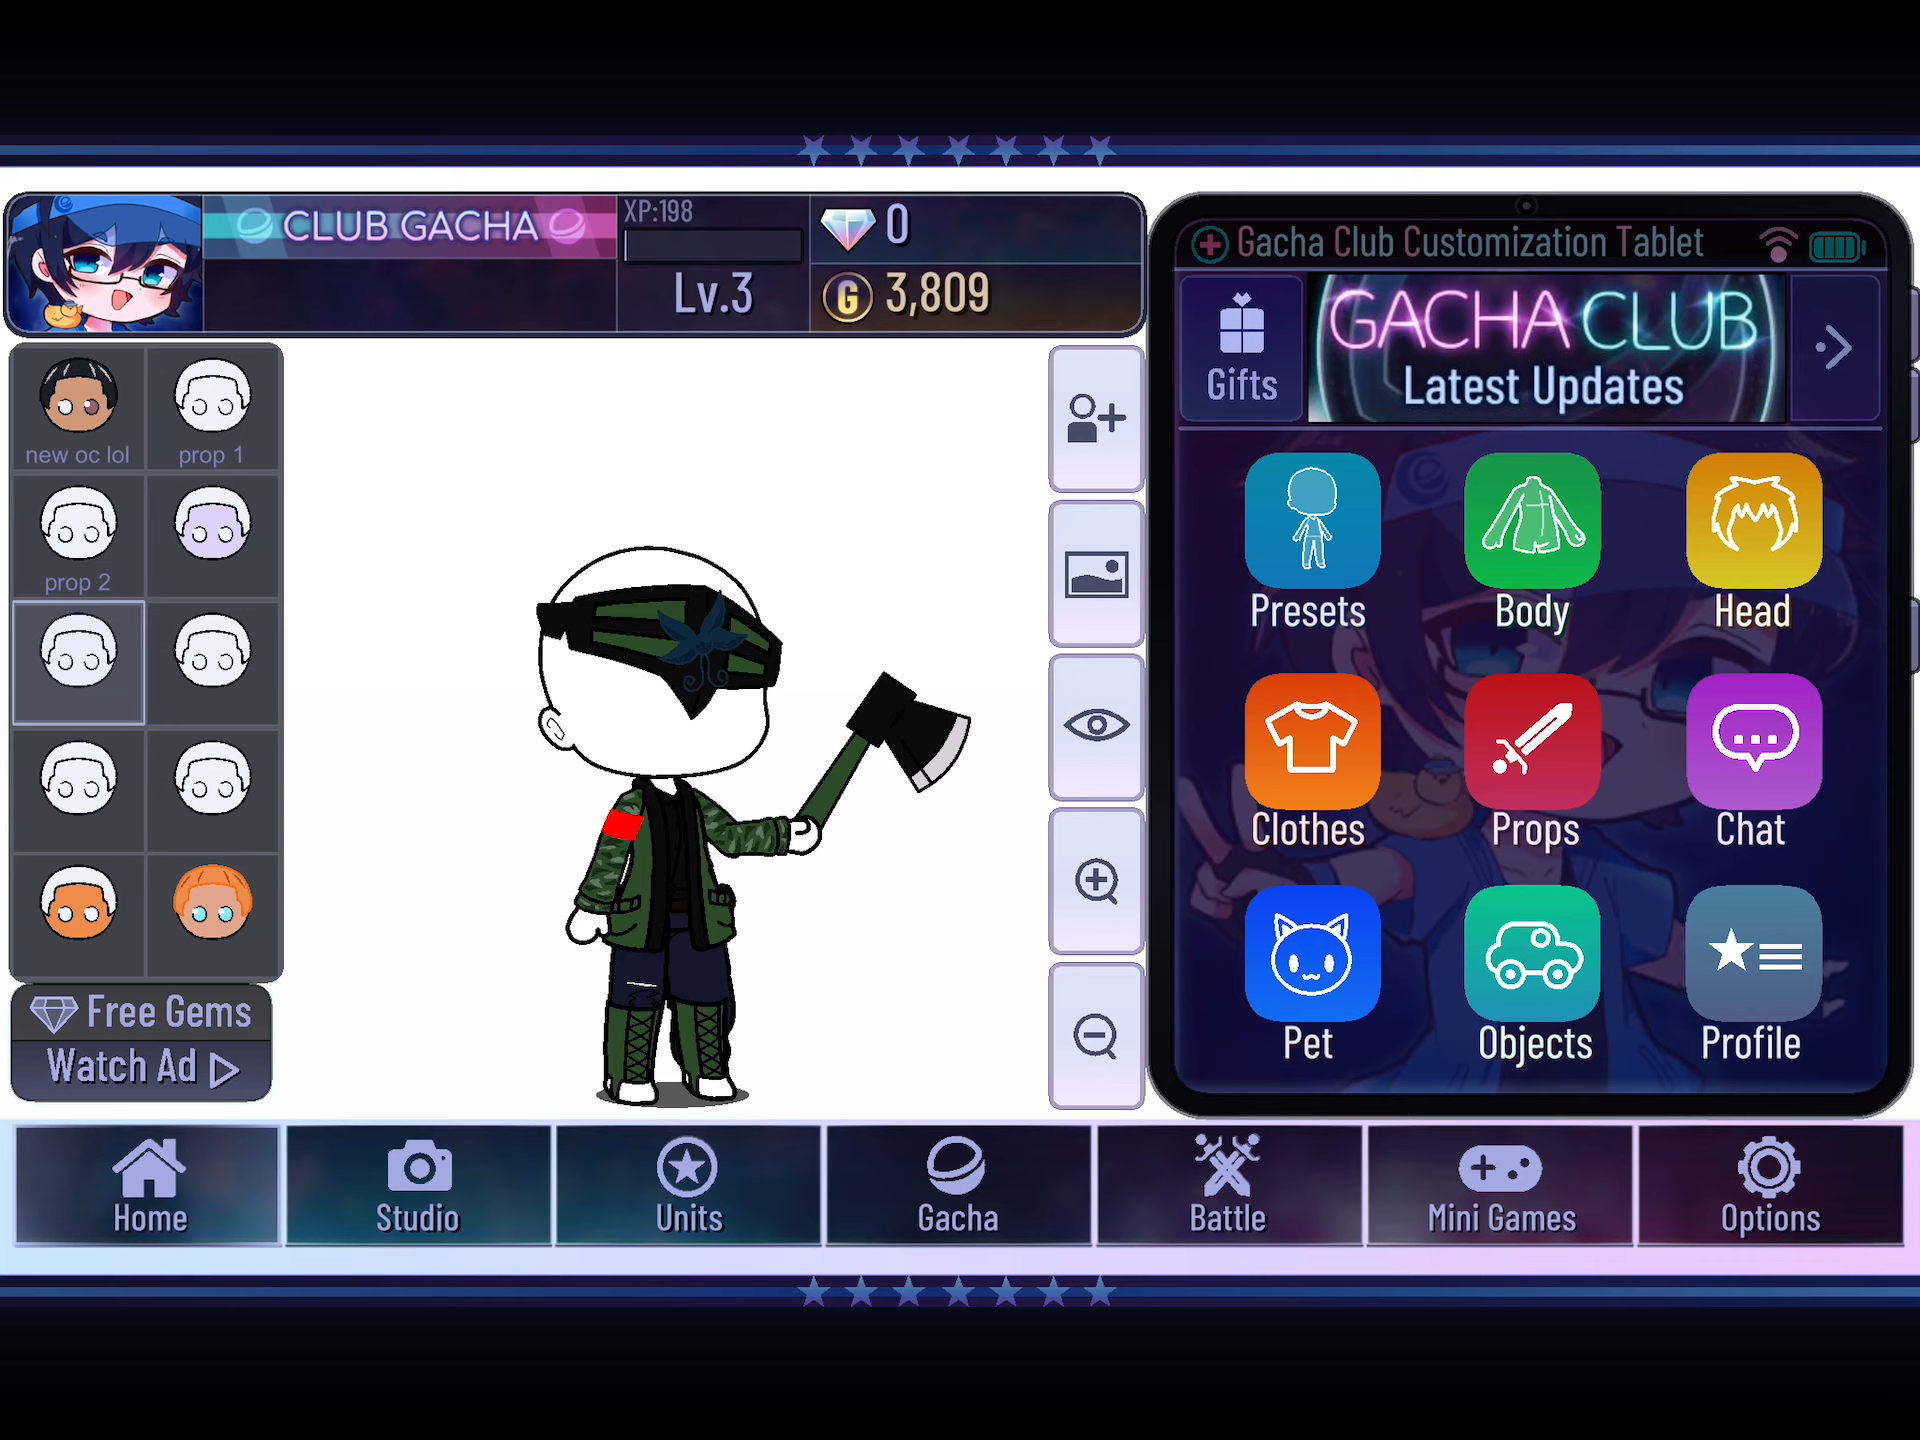 CLUB GACHA
XP:198
Lv.3
0
G 3,809
new oc lol
prop 1
prop 2
Free Gems
Watch Ad
Gacha Club Customization Tablet
Gifts
GACHA CLUB
Latest Updates
Presets
Body
Head
Clothes
Props
Chat
Pet
Objects
Profile
Home
Studio
Units
Gacha
Battle
Mini Games
Options